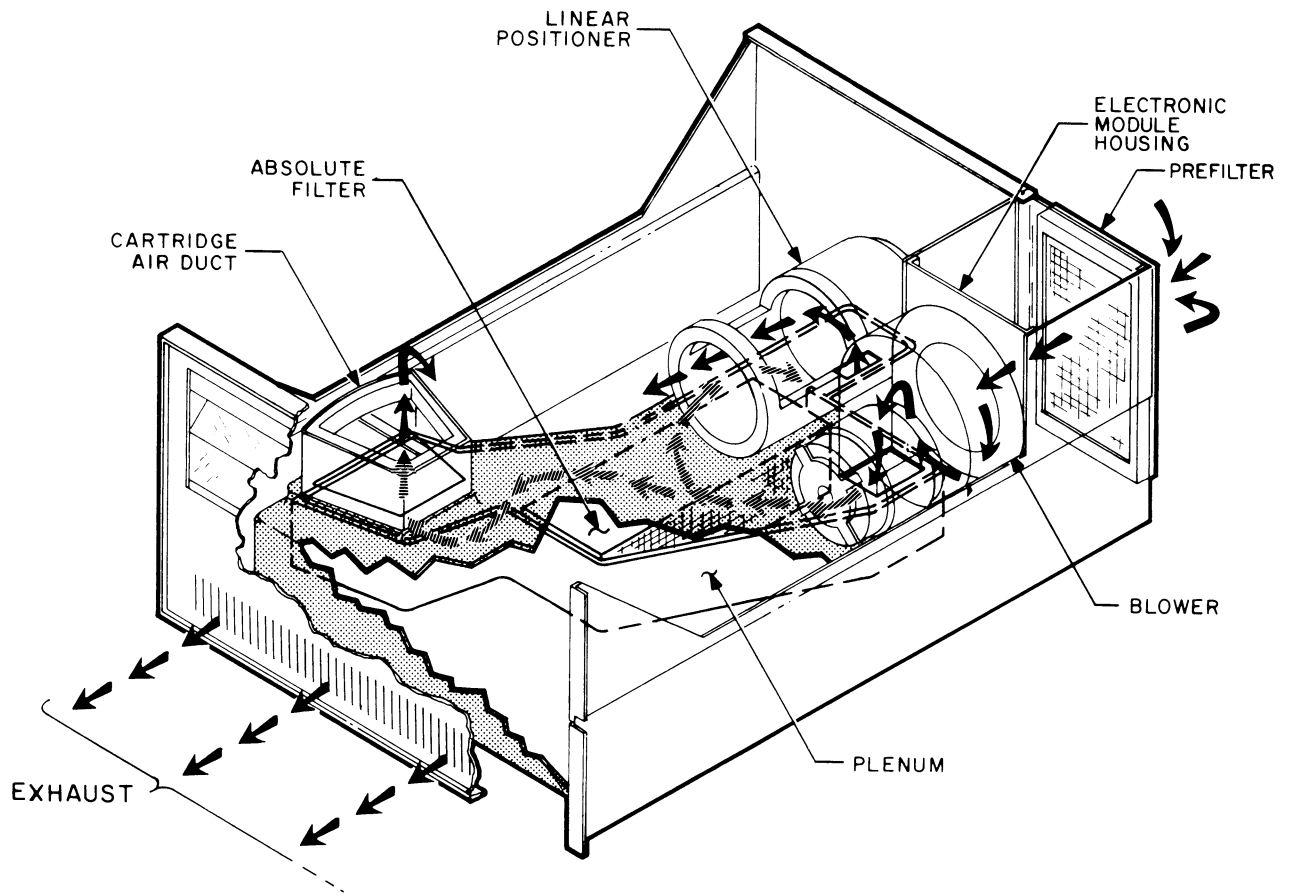 LINEAR
POSITIONER
ELECTRONIC
MODULE
HOUSING
PREFILTER
ABSOLUTE
FILTER
CARTRIDGE
AIR DUCT
BLOWER
PLENUM
EXHAUST